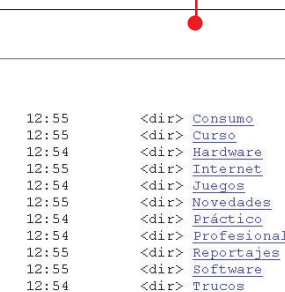 12:55 <dir> Consumo
12:55 <dir> Curso
12:54 <dir> Hardware
12:55 <dir> Internet
12:54 <dir> Juegos
12:55 <dir> Novedades
12:54 <dir> Práctico
12:54 <dir> Profesional
12:55 <dir> Reportajes
12:55 <dir> Software
12:54 <dir> Trucos